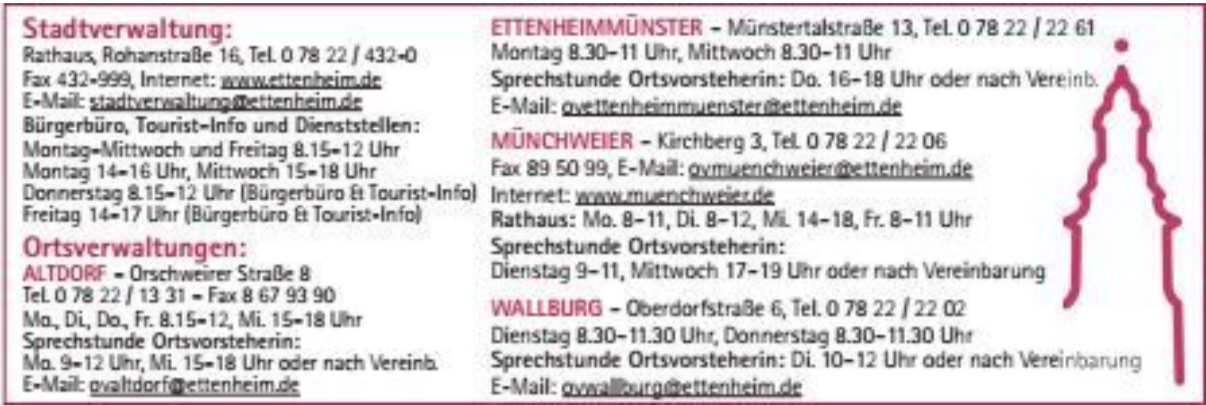 Stadtverwaltung:
Rathaus, Rohanstraße 16, Tel. 0 78 22 / 432-0
Fax 432-999, Internet: www.ettenheim.de
E-Mail: stadtverwaltung@ettenheim.de
Bürgerbüro, Tourist-Info und Dienststellen:
Montag-Mittwoch und Freitag 8.15-12 Uhr
Montag 14-16 Uhr, Mittwoch 15-18 Uhr
Donnerstag 8.15-12 Uhr (Bürgerbüro & Tourist-Info)
Freitag 14-17 Uhr (Bürgerbüro & Tourist-Info)
Ortsverwaltungen:
ALTDORF - Orschweirer Straße 8
Tel. 0 78 22 / 13 31 - Fax 8 67 93 90
Mo., Di., Do., Fr. 8.15-12, Mi. 15-18 Uhr
Sprechstunde Ortsvorsteherin:
Mo. 9-12 Uhr, Mi. 15-18 Uhr oder nach Vereinb.
E-Mail: ovaltdorf@ettenheim.de
ETTENHEIMMÜNSTER - Münstertalstraße 13, Tel. 0 78 22 / 22 61
Montag 8.30-11 Uhr, Mittwoch 8.30-11 Uhr
Sprechstunde Ortsvorsteherin: Do. 16-18 Uhr oder nach Vereinb.
E-Mail: ovettenheimmuenster@ettenheim.de
MÜNCHWEIER - Kirchberg 3, Tel. 0 78 22 / 22 06
Fax 89 50 99, E-Mail: ovmuenchweier@ettenheim.de
Internet: www.muenchweier.de
Rathaus: Mo. 8-11, Di. 8-12, Mi. 14-18, Fr. 8-11 Uhr
Sprechstunde Ortsvorsteherin:
Dienstag 9-11, Mittwoch 17-19 Uhr oder nach Vereinbarung
WALLBURG - Oberdorfstraße 6, Tel. 0 78 22 / 22 02
Dienstag 8.30-11.30 Uhr, Donnerstag 8.30-11.30 Uhr
Sprechstunde Ortsvorsteherin: Di. 10-12 Uhr oder nach Vereinbarung
E-Mail: ovwallburg@ettenheim.de